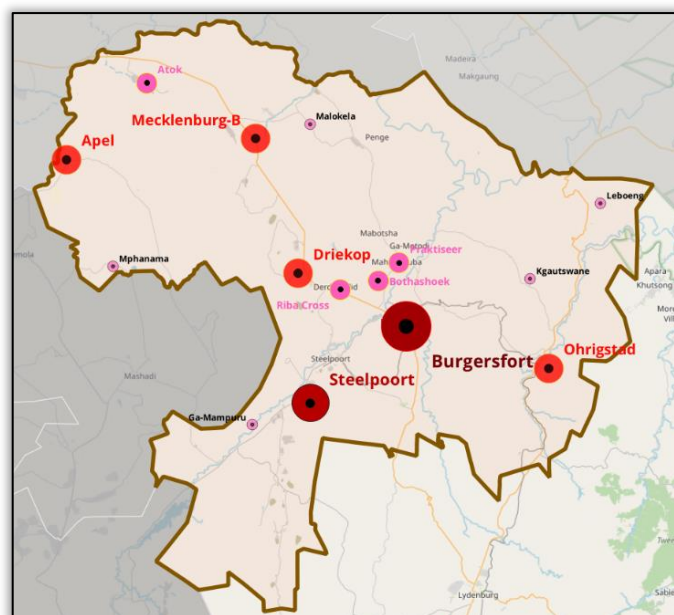 Madeira
Makgaung
Atok
Mecklenburg-B
Malokela
Penge
Apel
Leboeng
Mabotsha
Praktiseer
Ga-Motodi
Mphanama
Driekop
Kgautswane
Apara
Khutsong
Bothashoek
Riba Cross
Burgersfort
Ohrigstad
Steelpoort
Steelpoort
Mashadi
Ga-Mampuru
Lydenburg